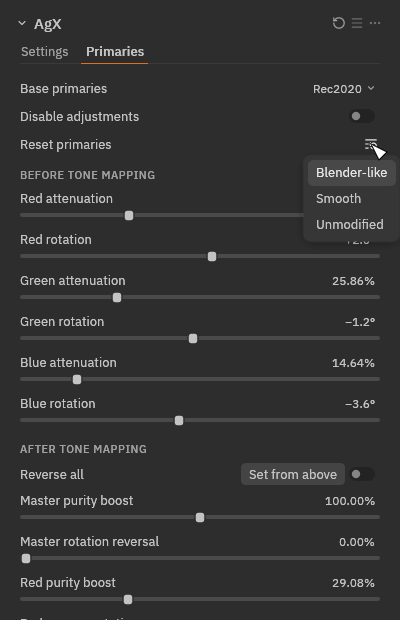 AgX
Settings Primaries
Base primaries Rec2020
Disable adjustments
Reset primaries
Blender-like
Smooth
Unmodified
BEFORE TONE MAPPING
Red attenuation
Red rotation
Green attenuation 25.86%
Green rotation −1.2°
Blue attenuation 14.64%
Blue rotation −3.6°
AFTER TONE MAPPING
Reverse all Set from above
Master purity boost 100.00%
Master rotation reversal 0.00%
Red purity boost 29.08%